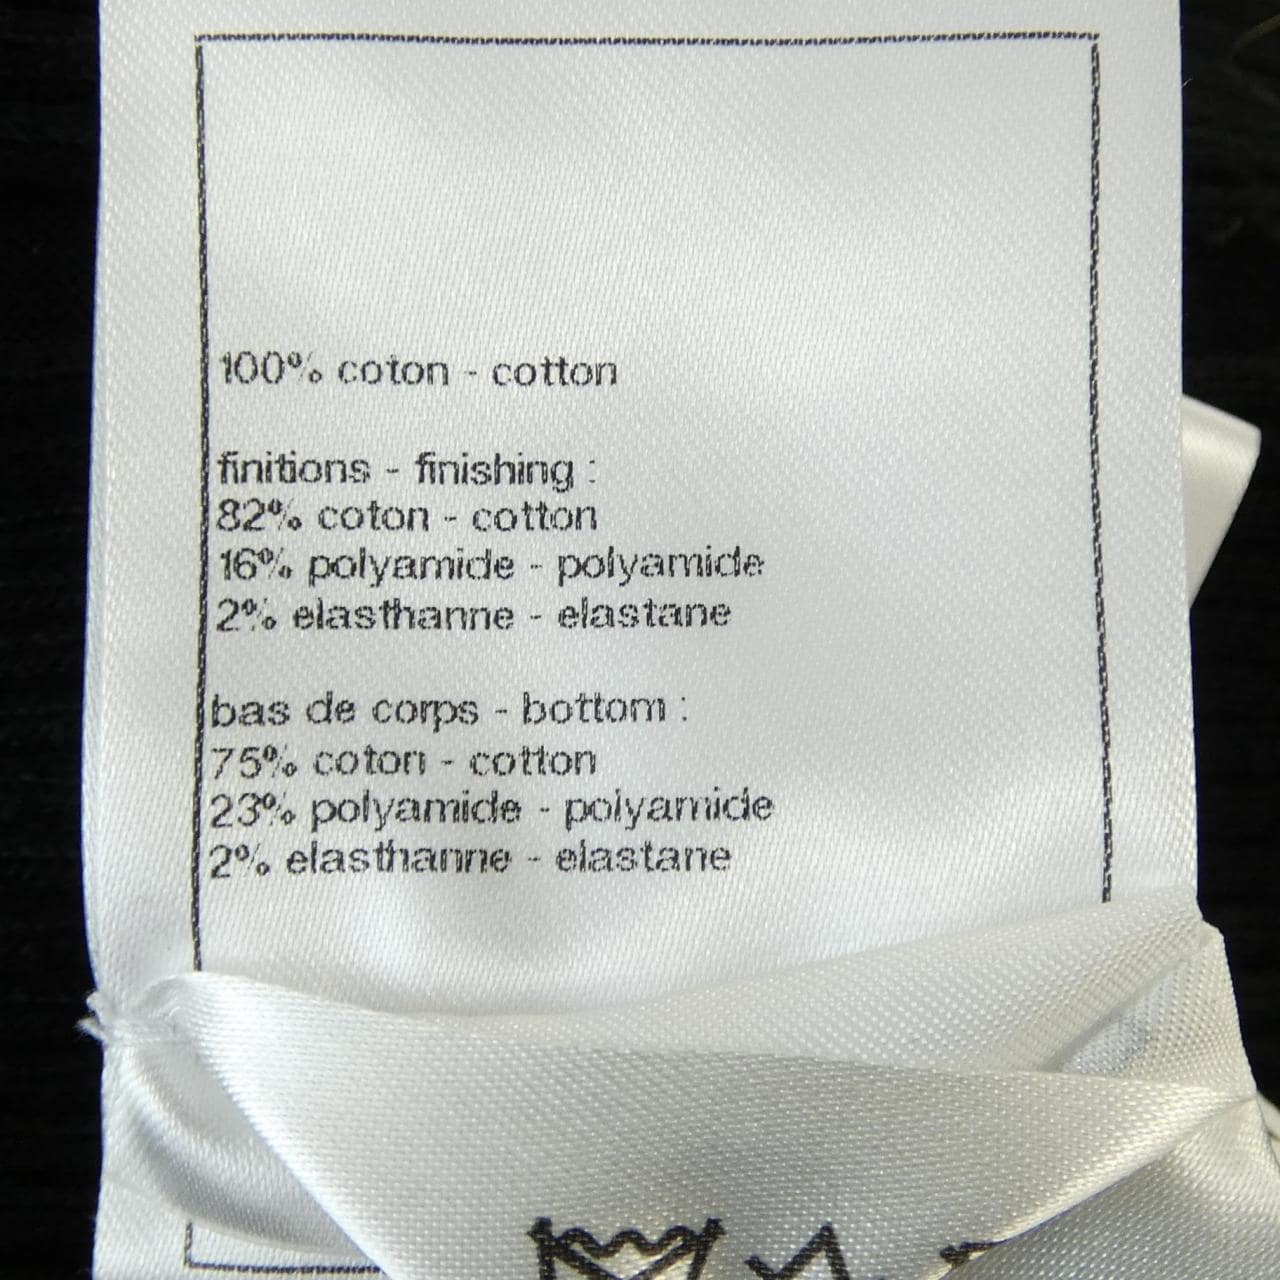 100% coton - cotton
finitions - finishing :
82% coton - cotton
16% polyamide - polyamide
2% elasthanne - elastane
bas de corps - bottom :
75% coton - cotton
23% polyamide - polyamide
2% elasthanne - elastane